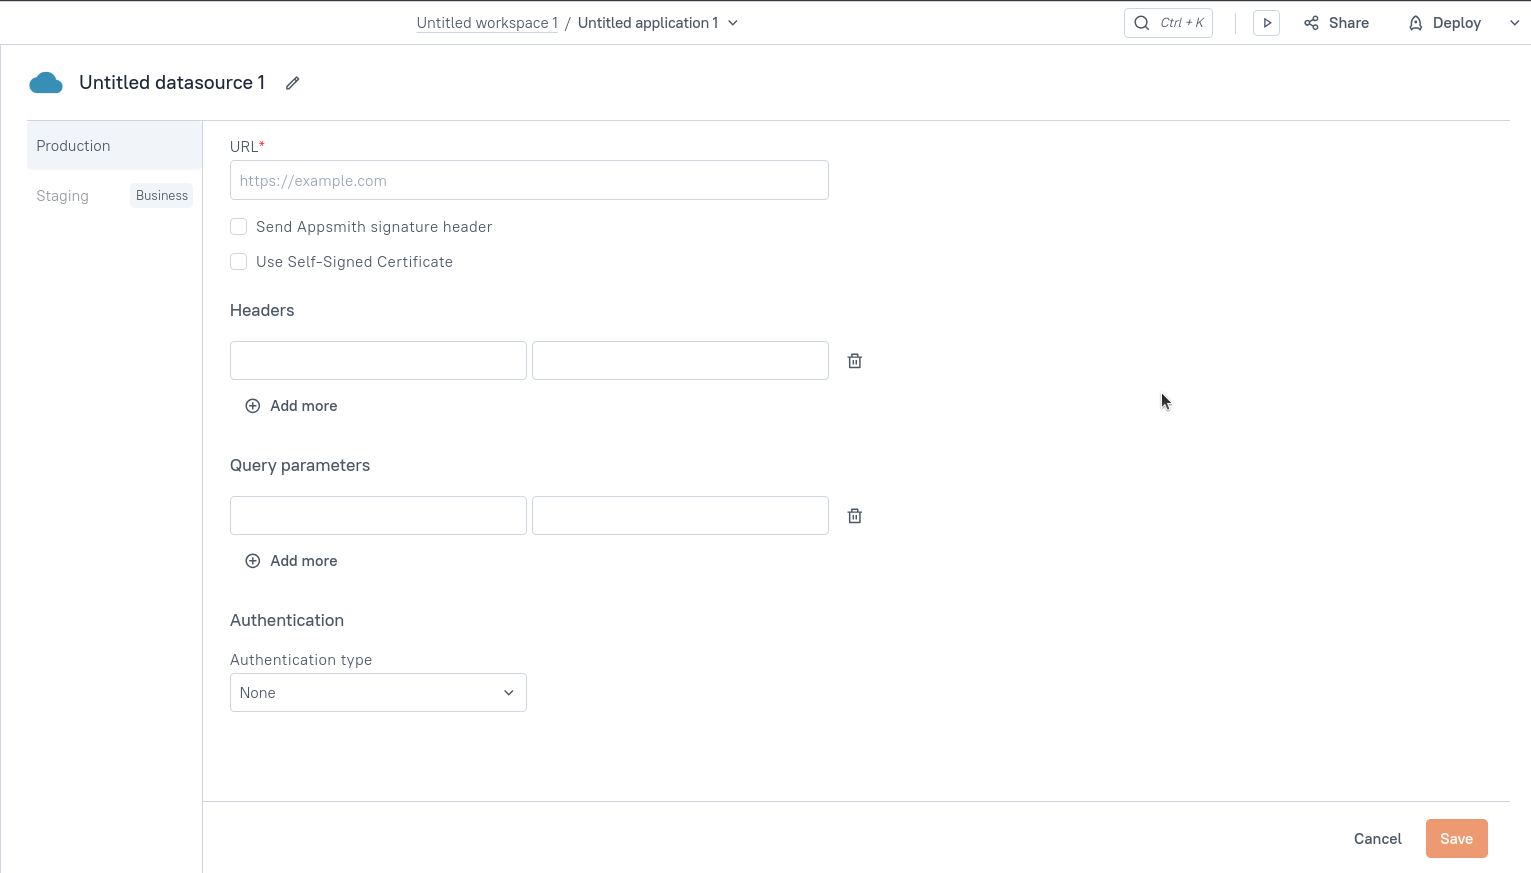 Untitled workspace 1 / Untitled application 1
Ctrl + K
Share
Deploy
Untitled datasource 1
Production
Staging
Business
URL*
https://example.com
Send Appsmith signature header
Use Self-Signed Certificate
Headers
Add more
Query parameters
Add more
Authentication
Authentication type
None
Cancel
Save